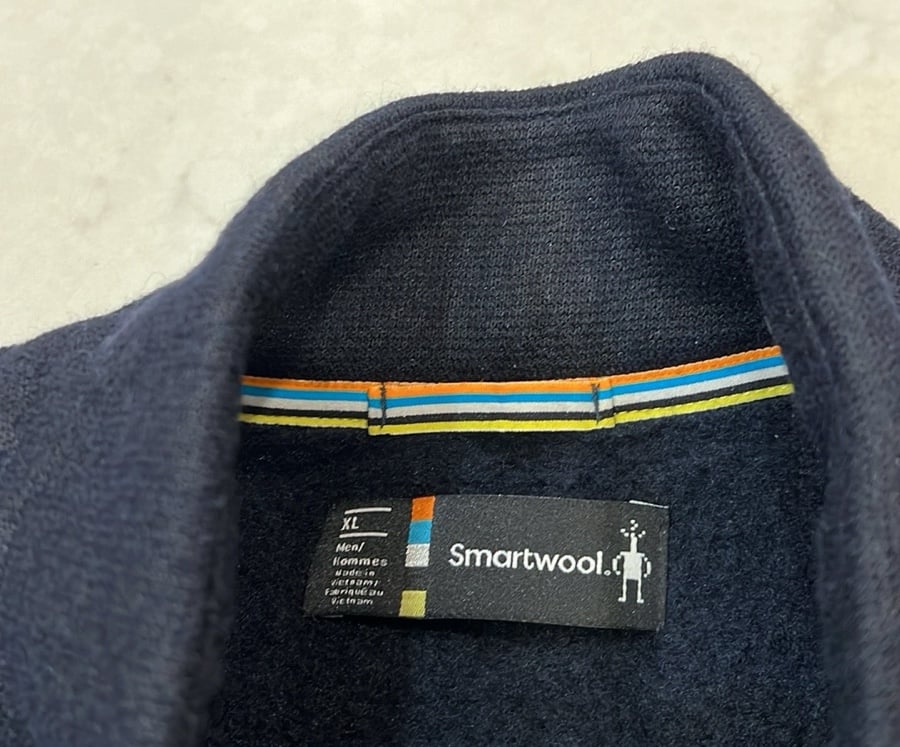 XL
Men/
Hommes
Made in
Vietnam/
Fabriqué au
Vietnam
Smartwool.